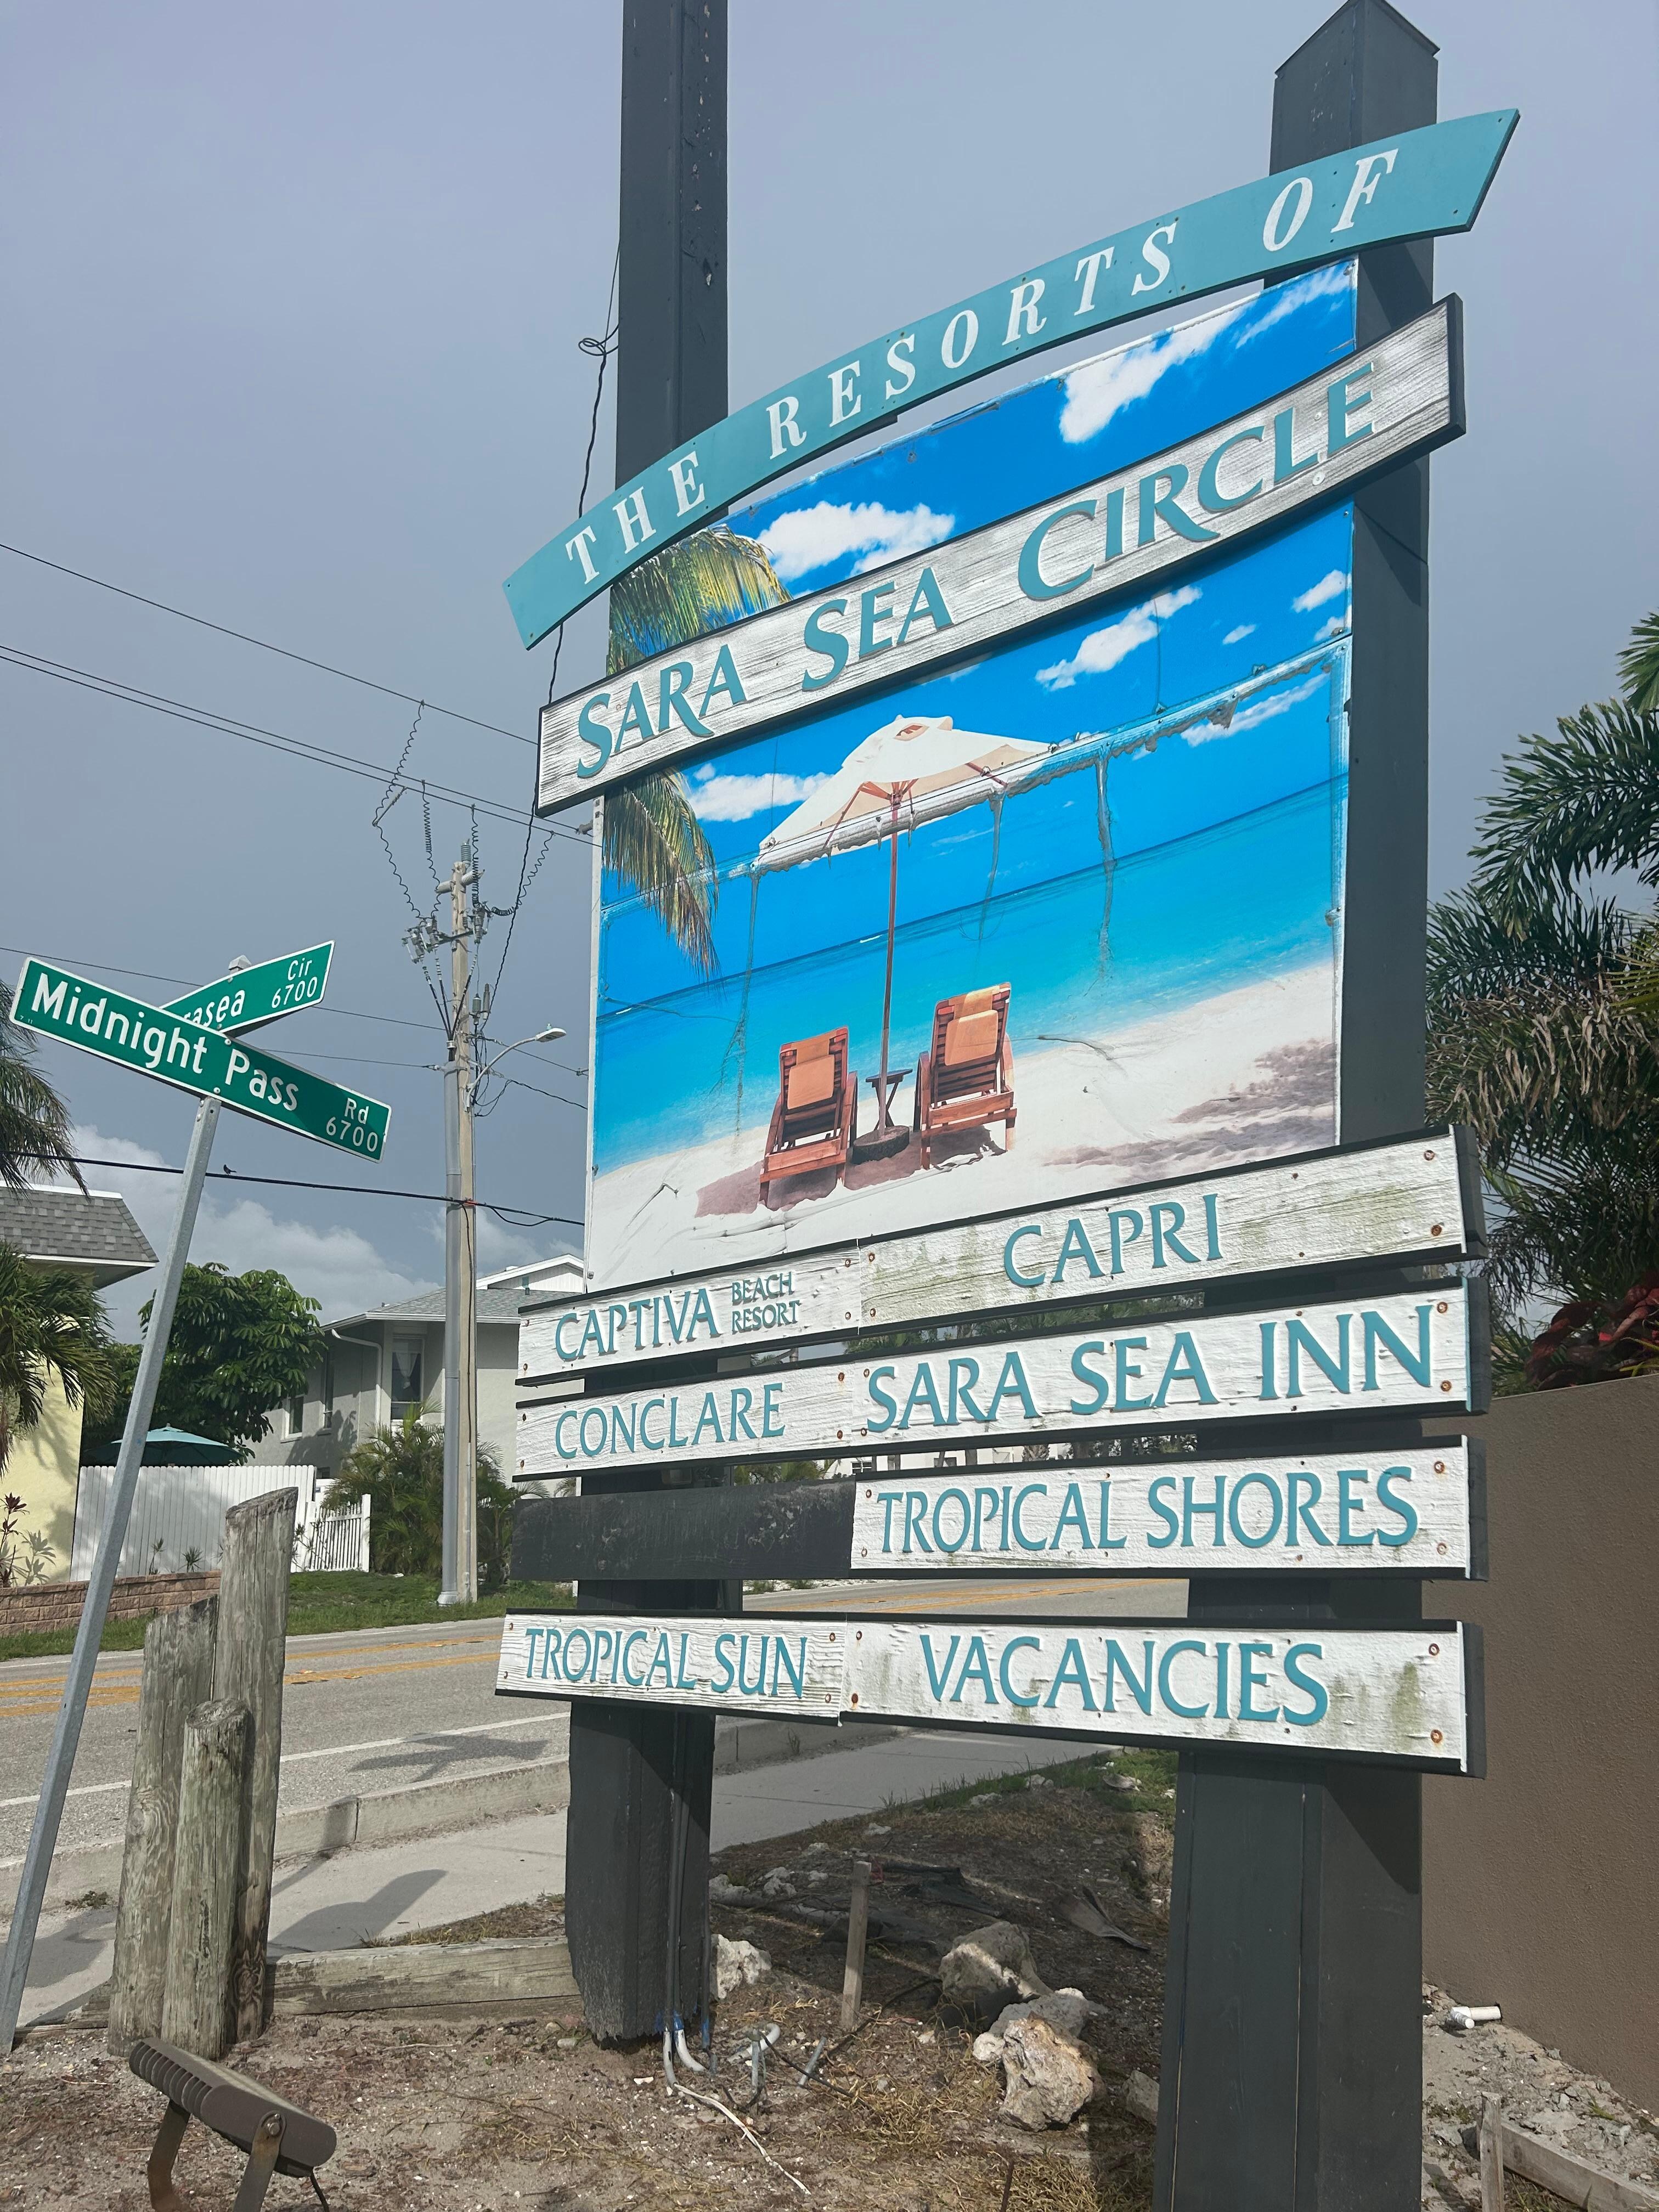 THE RESORTS OF
SARA SEA CIRCLE
CAPTIVA BEACH RESORT
CAPRI
CONCLARE
SARA SEA INN
TROPICAL SHORES
TROPICAL SUN
VACANCIES
Cir
6700
Midnight Pass Rd
6700